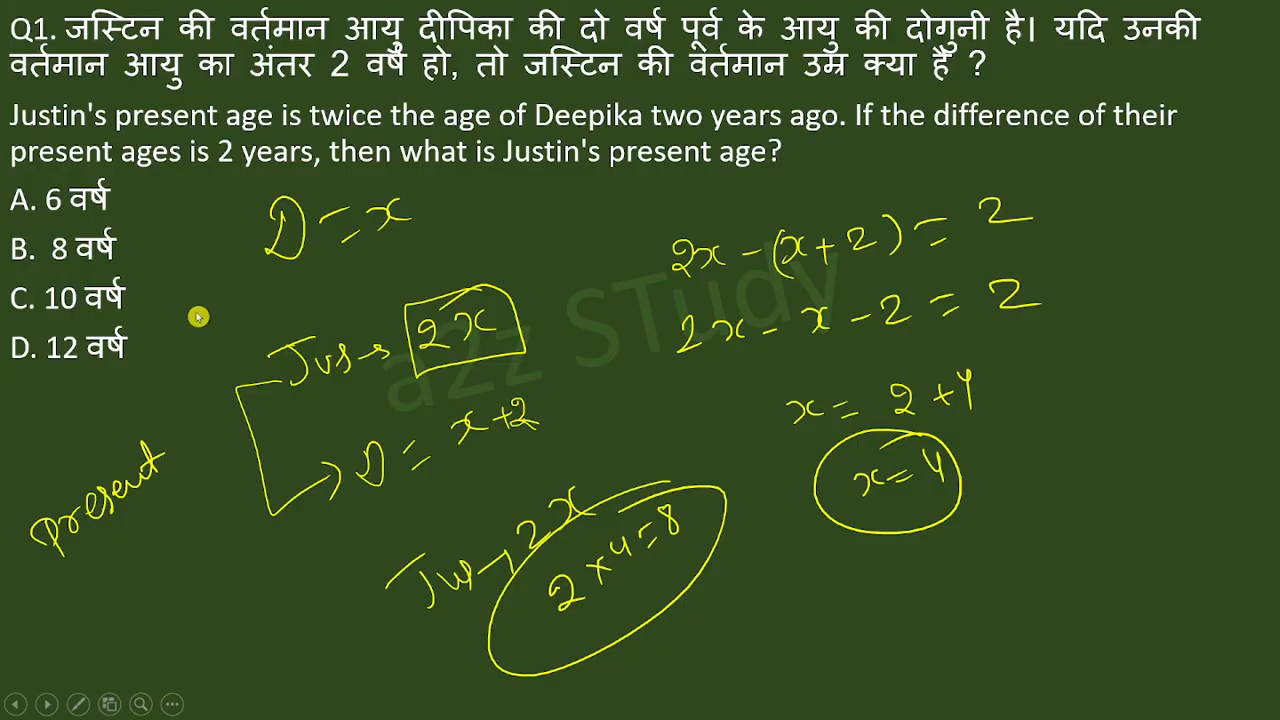 Q1. जस्टिन की वर्तमान आयु दीपिका की दो वर्ष पूर्व के आयु की दोगुनी है। यदि उनकी
वर्तमान आयु का अंतर 2 वर्ष हो, तो जस्टिन की वर्तमान उम्र क्या है ?
Justin's present age is twice the age of Deepika two years ago. If the difference of their
present ages is 2 years, then what is Justin's present age?
A. 6 वर्ष
B. 8 वर्ष
C. 10 वर्ष
D. 12 वर्ष
D = x
Jus → 2x
D = x+2
present
Jus → 2x
2×4=8
2x - (x+2) = 2
2x - x - 2 = 2
x = 2+4
x = 4
a2z STudy